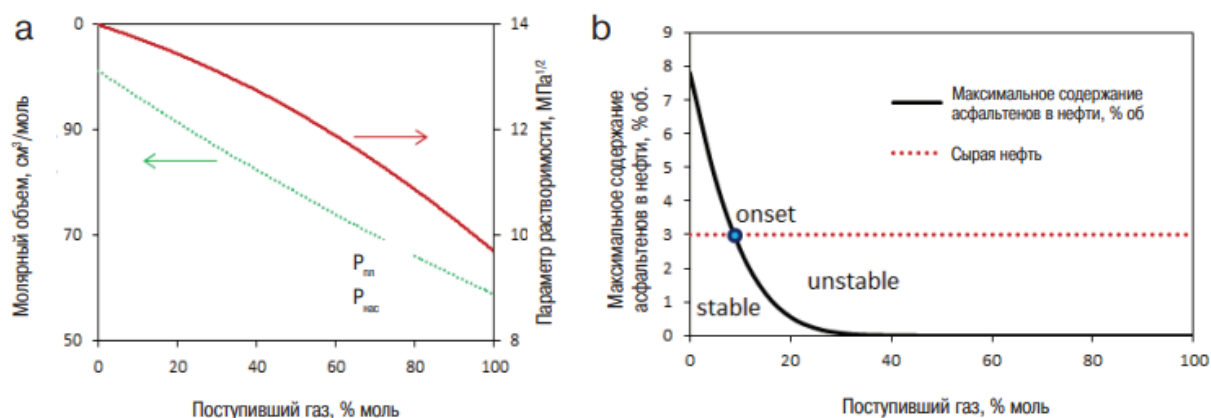 a
0
90
70
50
14
12
10
8
0
20
40
60
80
100
Молярный объем, см³/моль
Параметр растворимости, МПа¹/²
Pпл
Pнас
Поступивший газ, % моль
b
9
8
7
6
5
4
3
2
1
0
0
20
40
60
80
100
Максимальное содержание
асфальтенов в нефти, % об.
Максимальное содержание
асфальтенов в нефти, % об
Сырая нефть
onset
unstable
stable
Поступивший газ, % моль